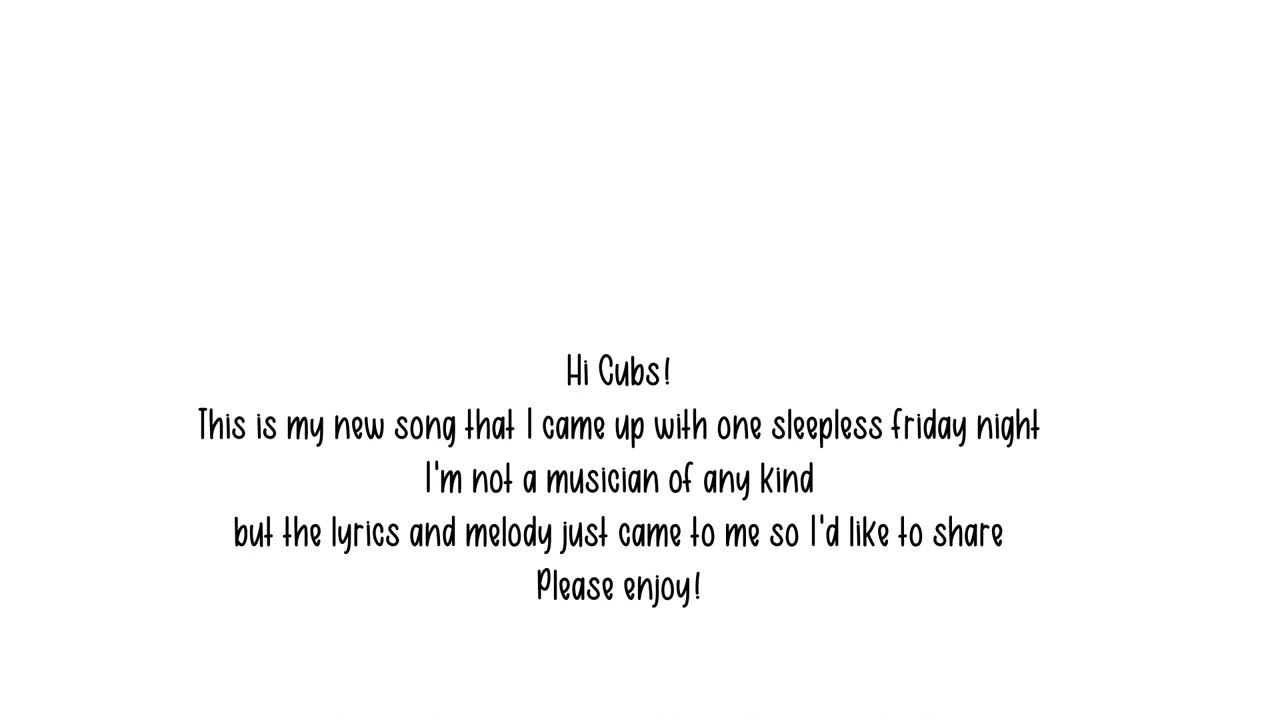 Hi Cubs!
This is my new song that I came up with one sleepless friday night
I'm not a musician of any kind
but the lyrics and melody just came to me so I'd like to share
Please enjoy!